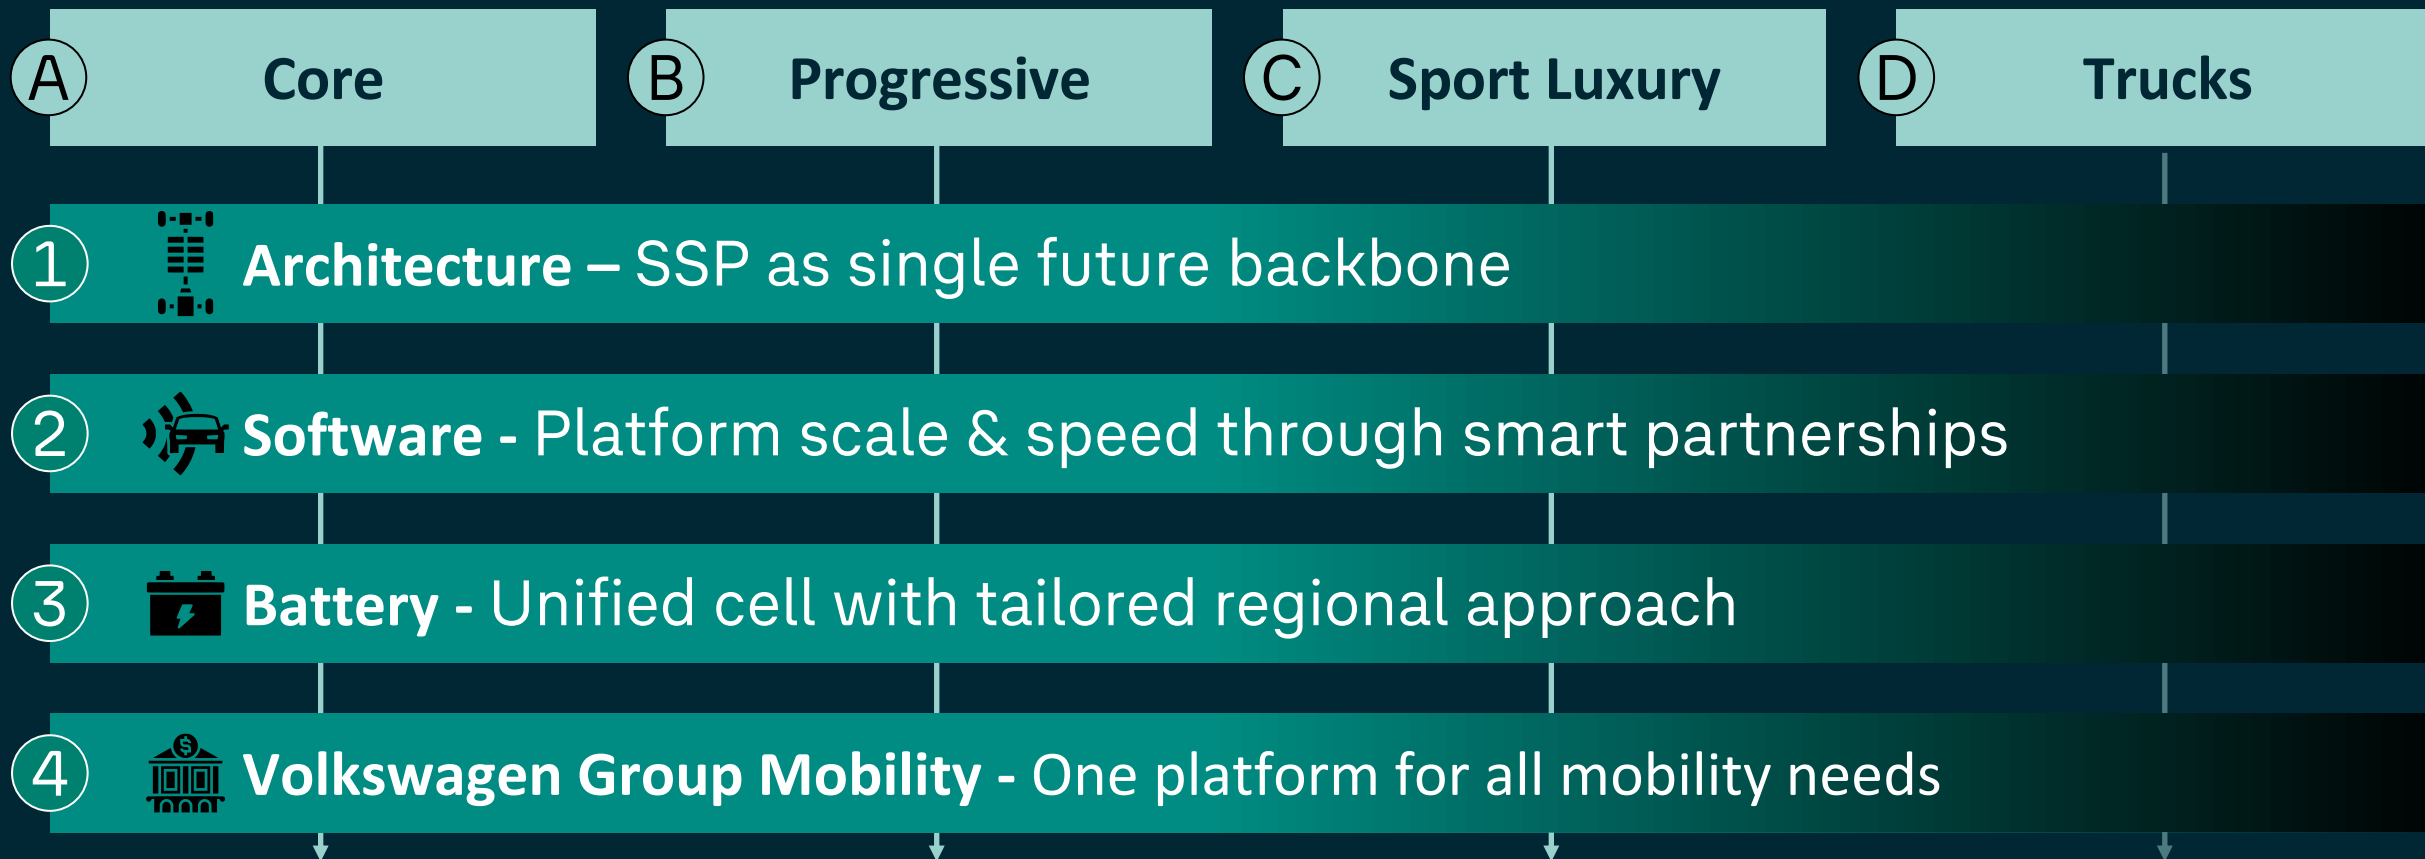 A Core B Progressive C Sport Luxury D Trucks
1 Architecture – SSP as single future backbone
2 Software - Platform scale & speed through smart partnerships
3 Battery - Unified cell with tailored regional approach
$
4 Volkswagen Group Mobility - One platform for all mobility needs